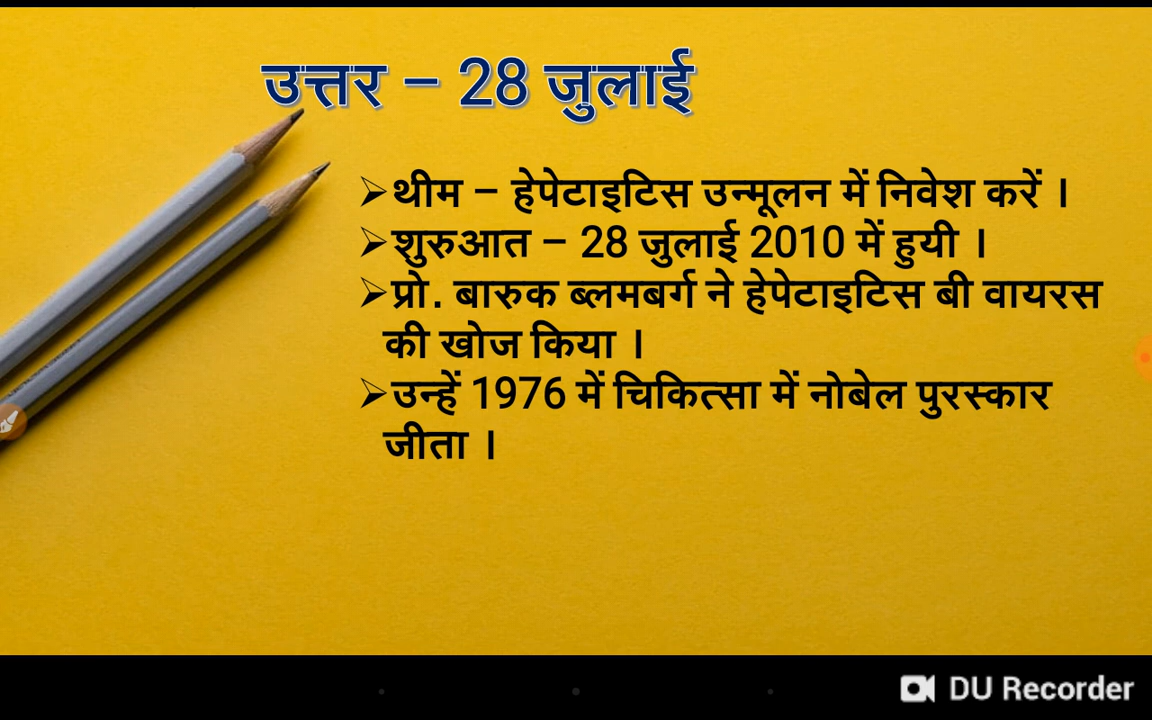 उत्तर – 28 जुलाई
➢थीम – हेपेटाइटिस उन्मूलन में निवेश करें ।
➢शुरुआत – 28 जुलाई 2010 में हुयी ।
➢प्रो. बारुक ब्लमबर्ग ने हेपेटाइटिस बी वायरस
की खोज किया ।
➢उन्हें 1976 में चिकित्सा में नोबेल पुरस्कार
जीता ।
DU Recorder